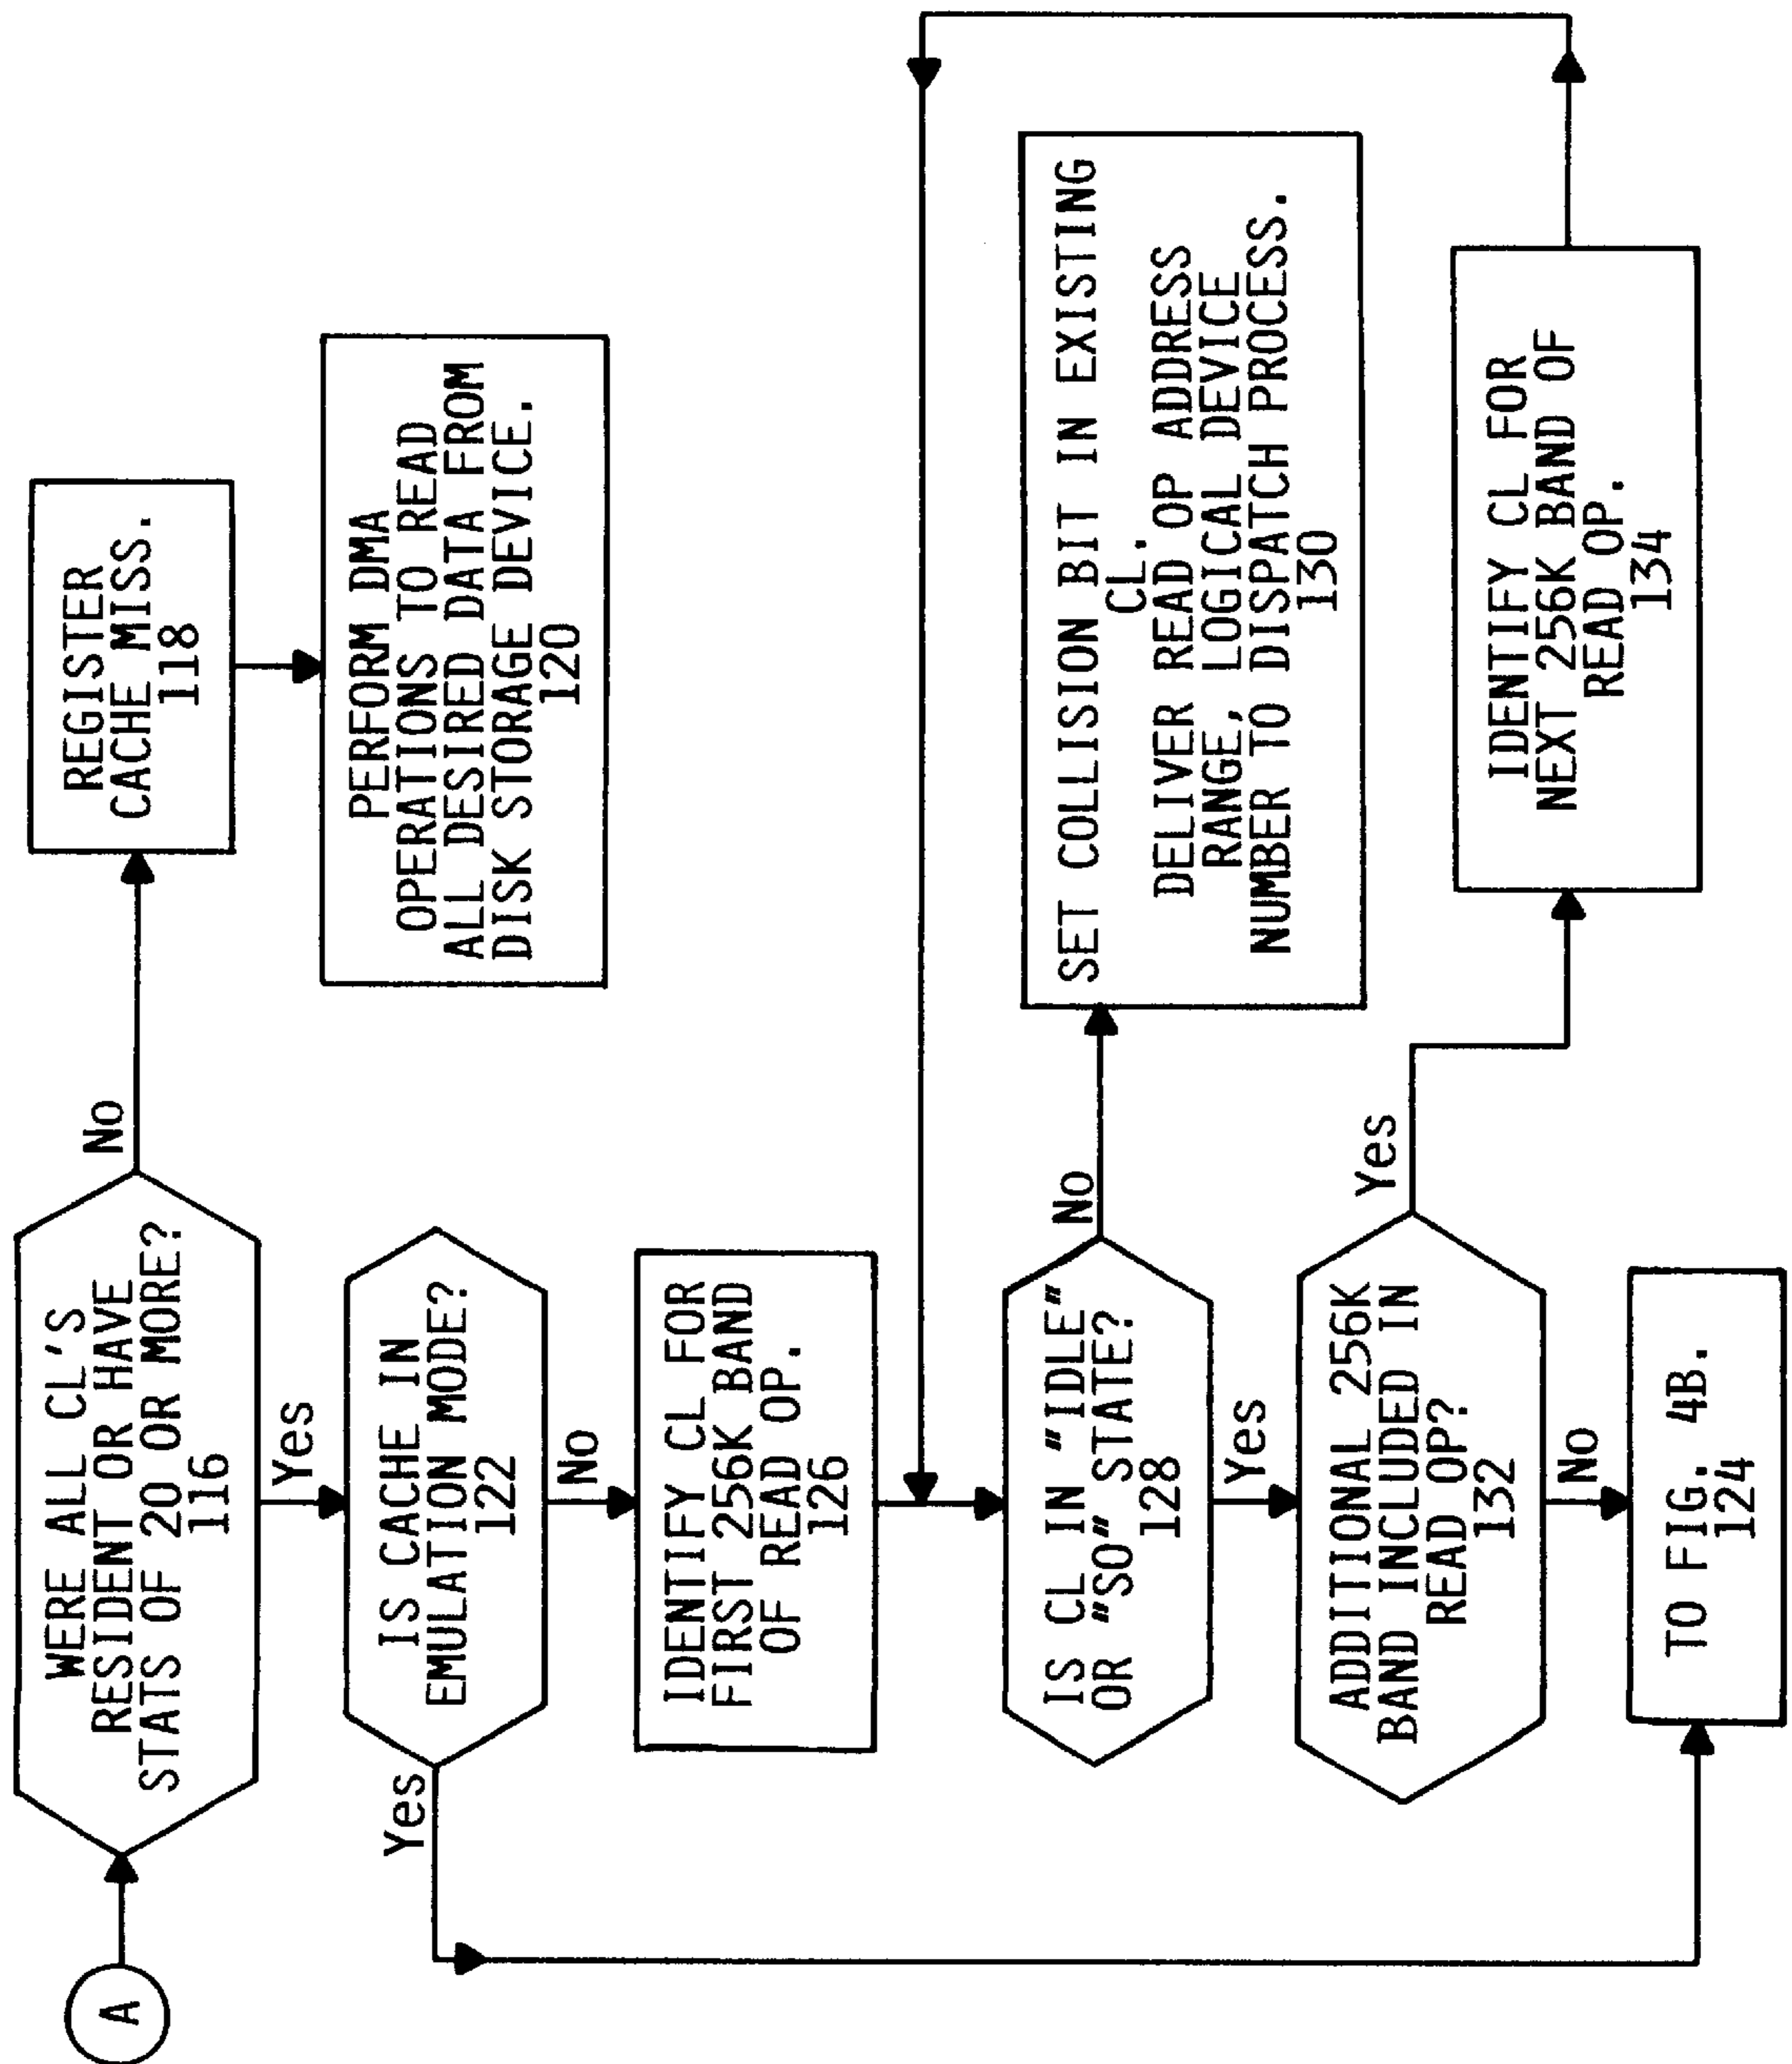 A
WERE ALL CL'S
RESIDENT OR HAVE
STATS OF 20 OR MORE?
116
No
REGISTER
CACHE MISS.
118
PERFORM DMA
OPERATIONS TO READ
ALL DESIRED DATA FROM
DISK STORAGE DEVICE.
120
Yes
IS CACHE IN
EMULATION MODE?
122
Yes
No
IDENTIFY CL FOR
FIRST 256K BAND
OF READ OP.
126
IS CL IN "IDLE"
OR "SO" STATE?
128
No
SET COLLISION BIT IN EXISTING
CL.
DELIVER READ OP ADDRESS
RANGE, LOGICAL DEVICE
NUMBER TO DISPATCH PROCESS.
130
Yes
ADDITIONAL 256K
BAND INCLUDED IN
READ OP?
132
Yes
IDENTIFY CL FOR
NEXT 256K BAND OF
READ OP.
134
No
TO FIG. 4B.
124